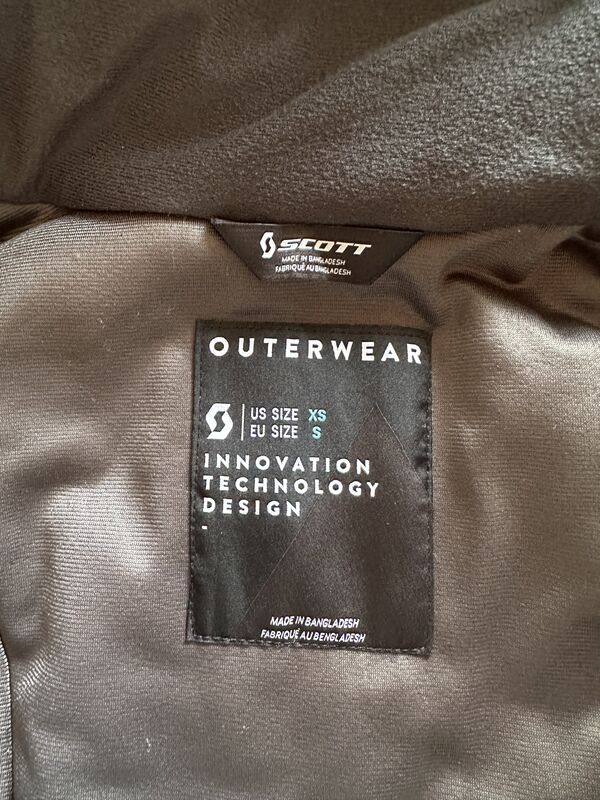 SCOTT
MADE IN BANGLADESH
FABRIQUÉ AU BANGLADESH
OUTERWEAR
US SIZE XS
EU SIZE S
INNOVATION
TECHNOLOGY
DESIGN
-
MADE IN BANGLADESH
FABRIQUÉ AU BENGLADESH